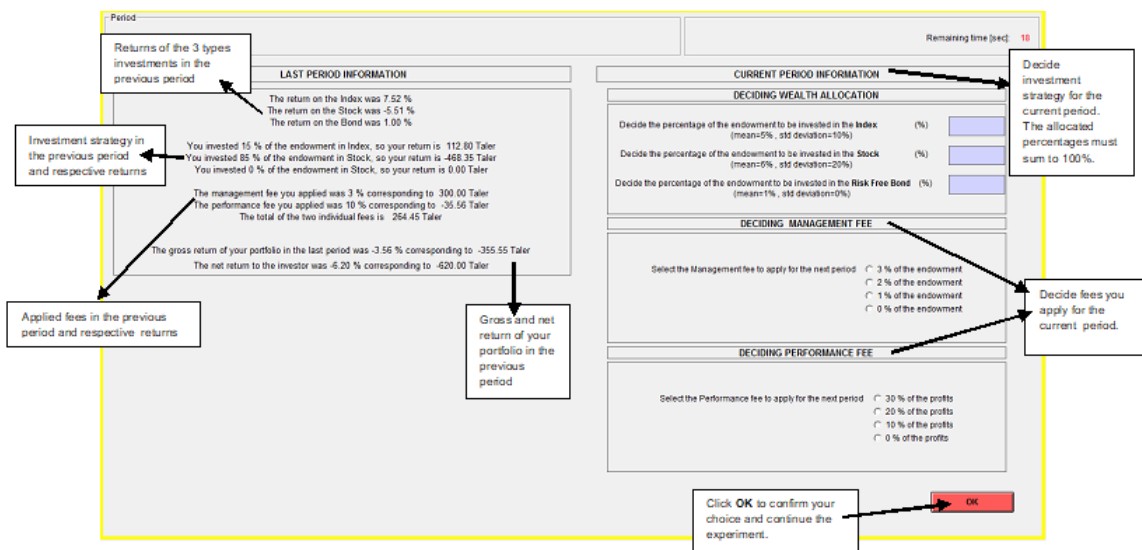 Period
Remaining time [sec]: 18
Returns of the 3 types
investments in the
previous period
LAST PERIOD INFORMATION
The return on the Index was 7.52 %
The return on the Stock was -5.51 %
The return on the Bond was 1.00 %
Investment strategy in
the previous period
and respective returns
You invested 15 % of the endowment in Index, so your return is 112.80 Taler
You invested 85 % of the endowment in Stock, so your return is -468.35 Taler
You invested 0 % of the endowment in Stock, so your return is 0.00 Taler
The management fee you applied was 3 % corresponding to 300.00 Taler
The performance fee you applied was 10 % corresponding to -35.56 Taler
The total of the two individual fees is 264.45 Taler
The gross return of your portfolio in the last period was -3.56 % corresponding to -355.55 Taler
The net return to the investor was -6.20 % corresponding to -620.00 Taler
Applied fees in the previous
period and respective returns
Gross and net
return of your
portfolio in the
previous
period
CURRENT PERIOD INFORMATION
DECIDING WEALTH ALLOCATION
Decide the percentage of the endowment to be invested in the Index (%)
(mean=5% , std deviation=10%)
Decide the percentage of the endowment to be invested in the Stock (%)
(mean=6% , std deviation=20%)
Decide the percentage of the endowment to be invested in the Risk Free Bond (%)
(mean=1% , std deviation=0%)
Decide
investment
strategy for the
current period.
The allocated
percentages must
sum to 100%.
DECIDING MANAGEMENT FEE
Select the Management fee to apply for the next period
3 % of the endowment
2 % of the endowment
1 % of the endowment
0 % of the endowment
Decide fees you
apply for the
current period.
DECIDING PERFORMANCE FEE
Select the Performance fee to apply for the next period
30 % of the profits
20 % of the profits
10 % of the profits
0 % of the profits
Click OK to confirm your
choice and continue the
experiment.
OK